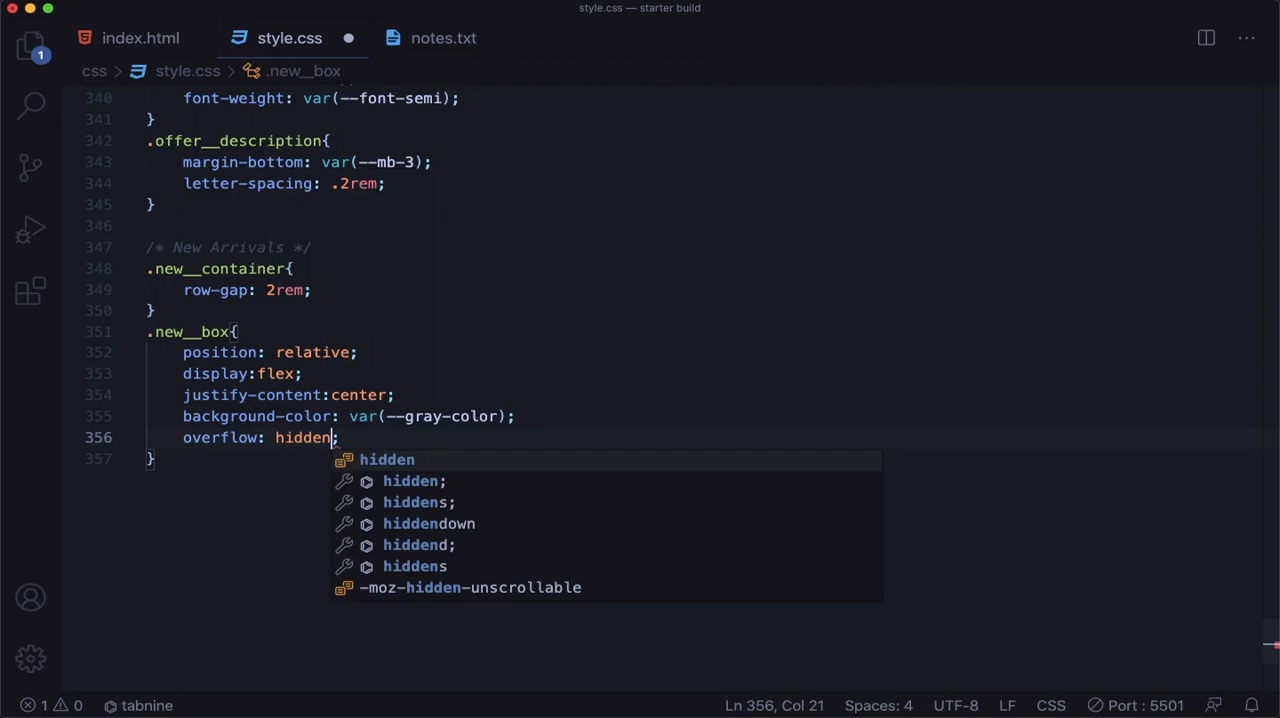 style.css — starter build
index.html style.css notes.txt
1
css > style.css > .new__box
340 font-weight: var(--font-semi);
341 }
342 .offer__description{
343 margin-bottom: var(--mb-3);
344 letter-spacing: .2rem;
345 }
346
347 /* New Arrivals */
348 .new__container{
349 row-gap: 2rem;
350 }
351 .new__box{
352 position: relative;
353 display:flex;
354 justify-content:center;
355 background-color: var(--gray-color);
356 overflow: hidden;
357 }
hidden
hidden;
hiddens;
hiddendown
hiddend;
hiddens
-moz-hidden-unscrollable
1 0 tabnine Ln 356, Col 21 Spaces: 4 UTF-8 LF CSS Port : 5501